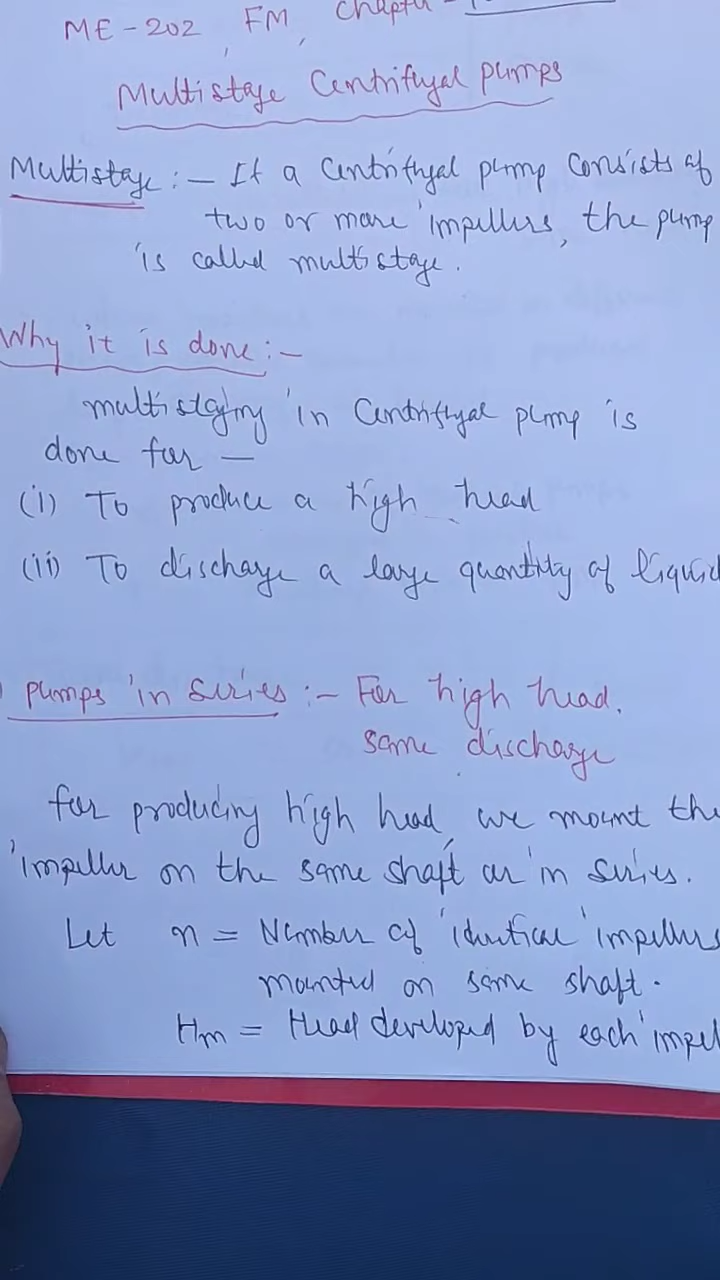 ME-202, FM, Chapter-
Multistage Centrifugal pumps
Multistage :- If a centrifugal pump consists of
two or more impellers, the pump
is called multistage.
Why it is done :-
multistaging in centrifugal pump is
done for -
(i) To produce a high head
(ii) To discharge a large quantity of liquid
pumps in series :- For high head.
same discharge
for producing high head, we mount the
impeller on the same shaft or in series.
Let n = Number of identical impellers
mounted on same shaft.
Hm = Head developed by each impel